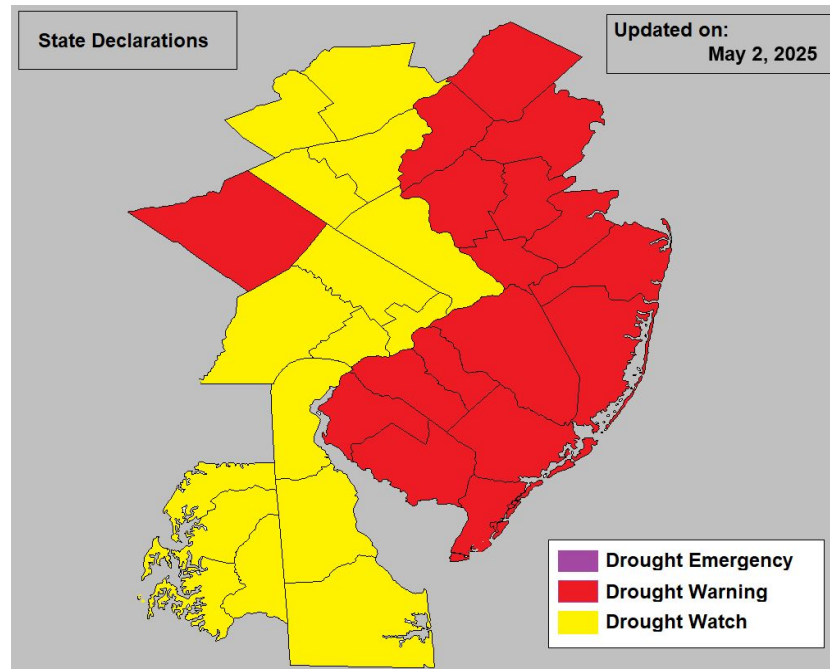 State Declarations
Updated on:
May 2, 2025
Drought Emergency
Drought Warning
Drought Watch